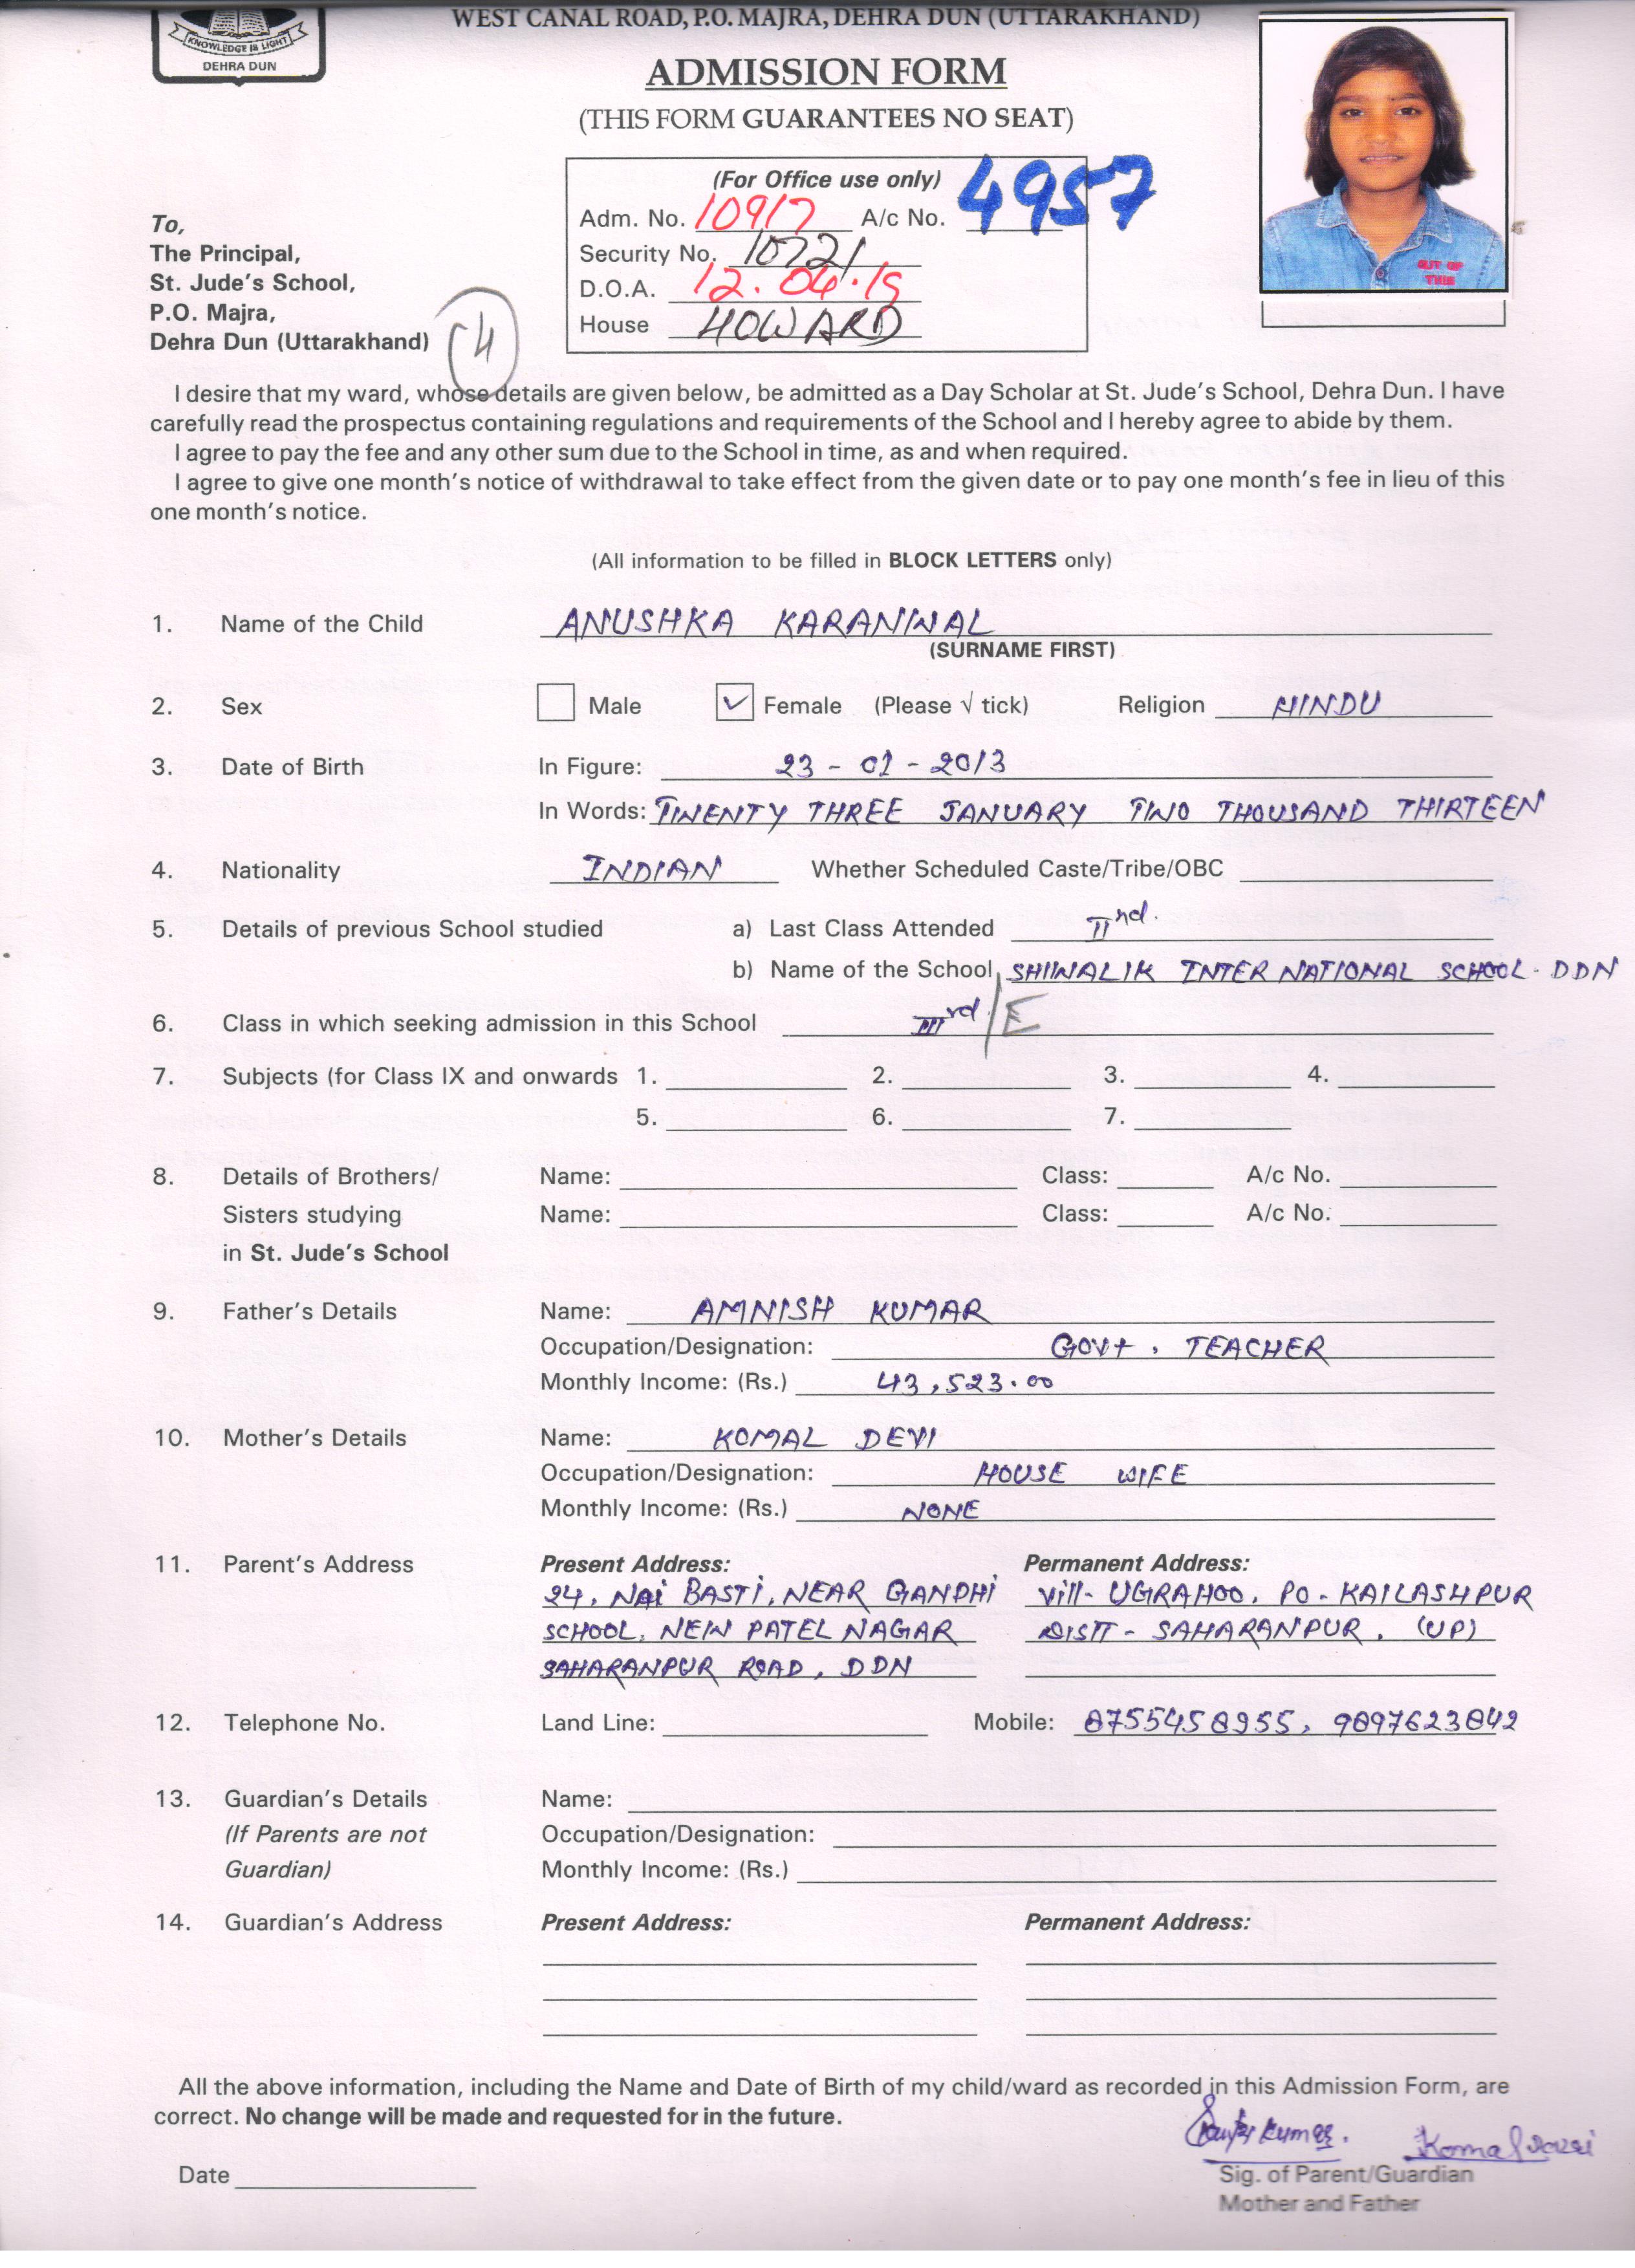 WEST CANAL ROAD, P.O. MAJRA, DEHRA DUN (UTTARAKHAND)
KNOWLEDGE IS LIGHT
DEHRA DUN
ADMISSION FORM
(THIS FORM GUARANTEES NO SEAT)
(For Office use only)
Adm. No. 10917 A/c No. 4957
Security No. 10721
D.O.A. 12.04.19
House HOWARD
OUT OF
THIS
To,
The Principal,
St. Jude's School,
P.O. Majra,
Dehra Dun (Uttarakhand)
I desire that my ward, whose details are given below, be admitted as a Day Scholar at St. Jude's School, Dehra Dun. I have
carefully read the prospectus containing regulations and requirements of the School and I hereby agree to abide by them.
I agree to pay the fee and any other sum due to the School in time, as and when required.
I agree to give one month's notice of withdrawal to take effect from the given date or to pay one month's fee in lieu of this
one month's notice.
(All information to be filled in BLOCK LETTERS only)
1. Name of the Child ANUSHKA KARANWAL
(SURNAME FIRST)
2. Sex Male ✓ Female (Please √ tick) Religion HINDU
3. Date of Birth In Figure: 23 - 01 - 2013
In Words: TWENTY THREE JANUARY TWO THOUSAND THIRTEEN
4. Nationality INDIAN Whether Scheduled Caste/Tribe/OBC
5. Details of previous School studied a) Last Class Attended IInd.
b) Name of the School SHIWALIK INTERNATIONAL SCHOOL. DDN
6. Class in which seeking admission in this School IIIrd/E
7. Subjects (for Class IX and onwards 1. 2. 3. 4.
5. 6. 7.
8. Details of Brothers/ Name: Class: A/c No.
Sisters studying Name: Class: A/c No.
in St. Jude's School
9. Father's Details Name: AMNISH KUMAR
Occupation/Designation: GOVt. TEACHER
Monthly Income: (Rs.) 43,523.00
10. Mother's Details Name: KOMAL DEVI
Occupation/Designation: HOUSE WIFE
Monthly Income: (Rs.) NONE
11. Parent's Address Present Address: Permanent Address:
24, NAi BASTi, NEAR GANDHi Vill- UGRAHOO, PO- KAILASHPUR
SCHOOL, NEW PATEL NAGAR DISTT- SAHARANPUR. (UP)
SAHARANPUR ROAD, DDN
12. Telephone No. Land Line: Mobile: 8755458955, 9897623842
13. Guardian's Details Name:
(If Parents are not Occupation/Designation:
Guardian) Monthly Income: (Rs.)
14. Guardian's Address Present Address: Permanent Address:
All the above information, including the Name and Date of Birth of my child/ward as recorded in this Admission Form, are
correct. No change will be made and requested for in the future.
Kumar. Komal Devi
Date Sig. of Parent/Guardian
Mother and Father